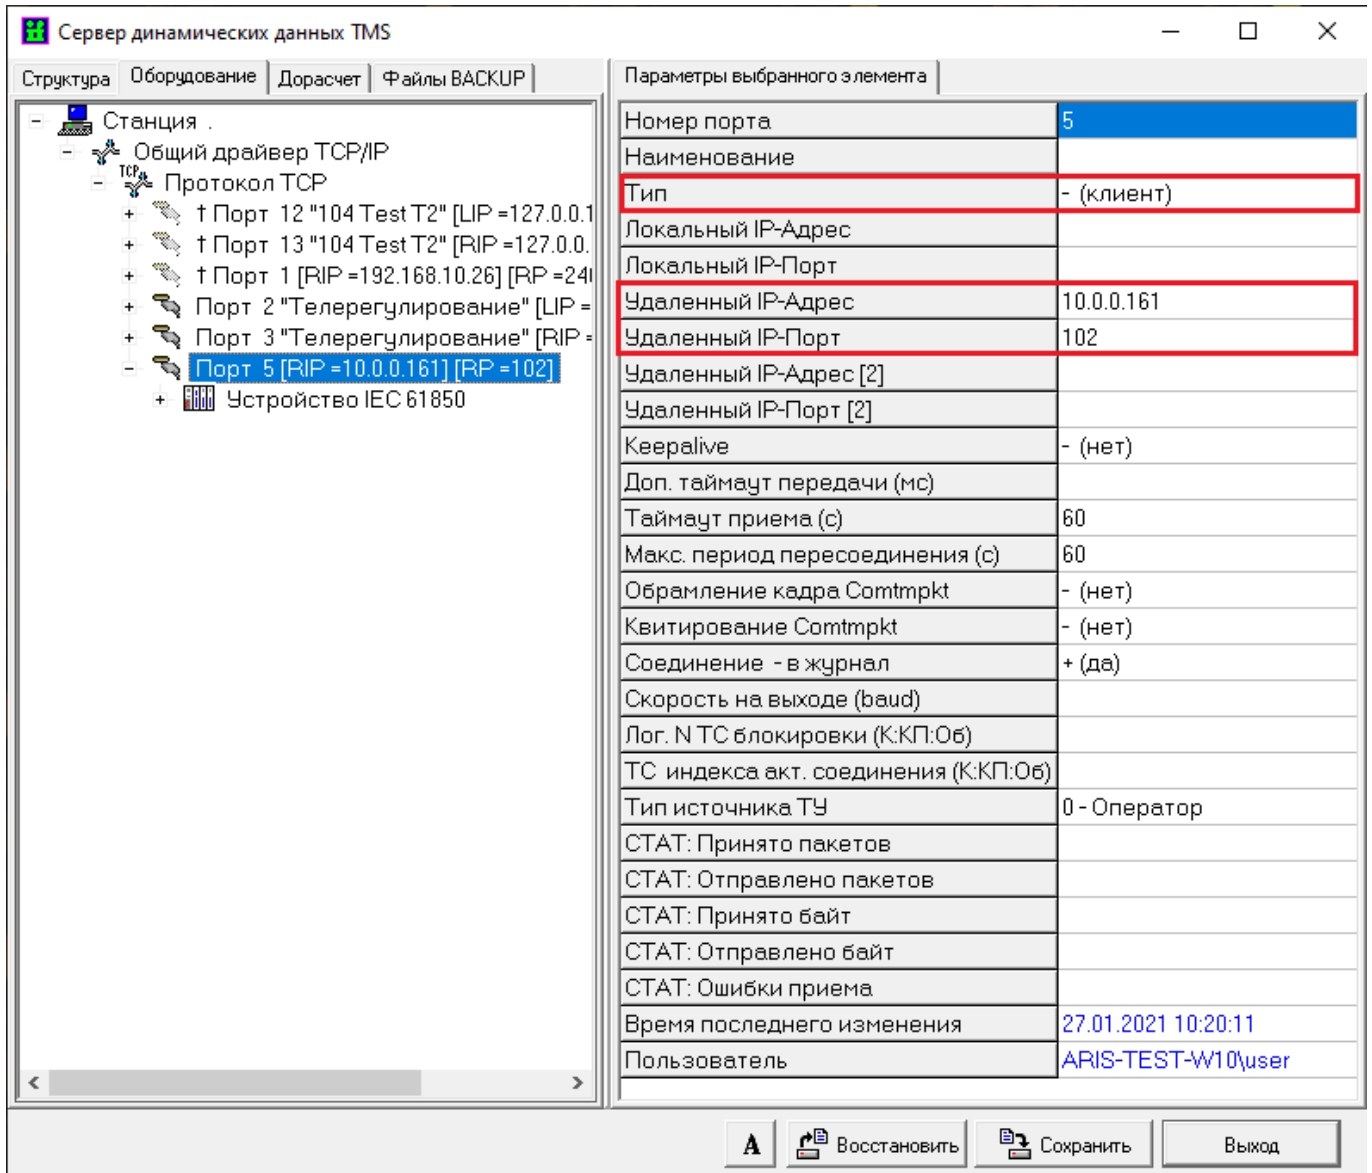 Сервер динамических данных TMS
Структура Оборудование Дорасчет Файлы BACKUP
Станция .
Общий драйвер TCP/IP
TCP
Протокол TCP
† Порт 12 "104 Test T2" [LIP =127.0.0.1
† Порт 13 "104 Test T2" [RIP =127.0.0.
† Порт 1 [RIP =192.168.10.26] [RP =240
Порт 2 "Телерегулирование" [LIP =
Порт 3 "Телерегулирование" [RIP =
Порт 5 [RIP =10.0.0.161] [RP =102]
Устройство IEC 61850
Параметры выбранного элемента
Номер порта 5
Наименование
Тип - (клиент)
Локальный IP-Адрес
Локальный IP-Порт
Удаленный IP-Адрес 10.0.0.161
Удаленный IP-Порт 102
Удаленный IP-Адрес [2]
Удаленный IP-Порт [2]
Keepalive - (нет)
Доп. таймаут передачи (мс)
Таймаут приема (с) 60
Макс. период пересоединения (с) 60
Обрамление кадра Comtmpkt - (нет)
Квитирование Comtmpkt - (нет)
Соединение - в журнал + (да)
Скорость на выходе (baud)
Лог. N ТС блокировки (К:КП:Об)
ТС индекса акт. соединения (К:КП:Об)
Тип источника ТУ 0 - Оператор
СТАТ: Принято пакетов
СТАТ: Отправлено пакетов
СТАТ: Принято байт
СТАТ: Отправлено байт
СТАТ: Ошибки приема
Время последнего изменения 27.01.2021 10:20:11
Пользователь ARIS-TEST-W10\user
A Восстановить Сохранить Выход